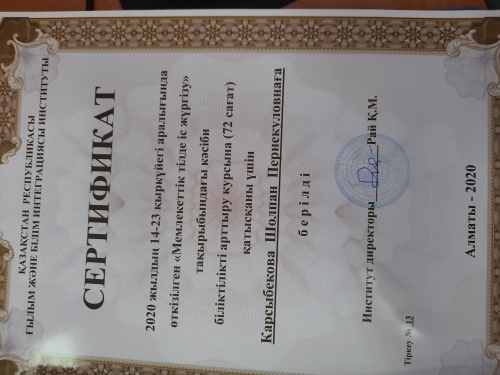 ҚАЗАҚСТАН РЕСПУБЛИКАСЫ
ҒЫЛЫМ ЖӘНЕ БІЛІМ ИНТЕГРАЦИЯСЫ ИНСТИТУТЫ
СЕРТИФИКАТ
2020 жылдың 14-23 қыркүйегі аралығында
өткізілген «Мемлекеттік тілде іс жүргізу»
тақырыбындағы кәсіби
біліктілікті арттыру курсына (72 сағат)
қатысқаны үшін
Карсыбекова Шолпан Пернекуловнаға
берілді
Институт директоры Рай Қ.М.
Тіркеу № 13
Алматы - 2020